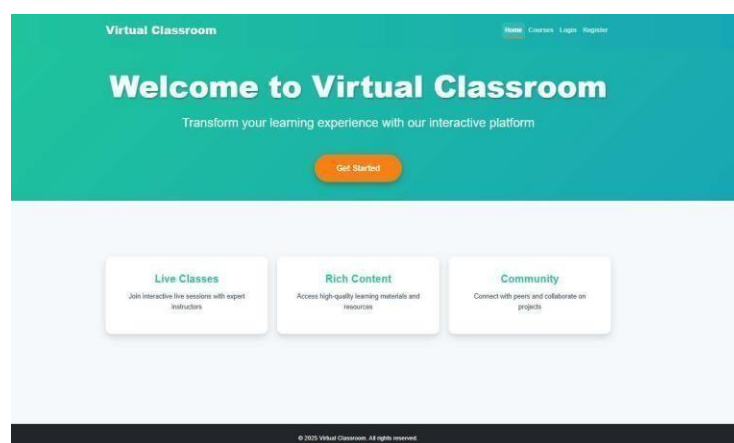 Virtual Classroom
Home Courses Login Register
Welcome to Virtual Classroom
Transform your learning experience with our interactive platform
Get Started
Live Classes
Join interactive live sessions with expert
instructors
Rich Content
Access high-quality learning materials and
resources
Community
Connect with peers and collaborate on
projects
© 2025 Virtual Classroom. All rights reserved.